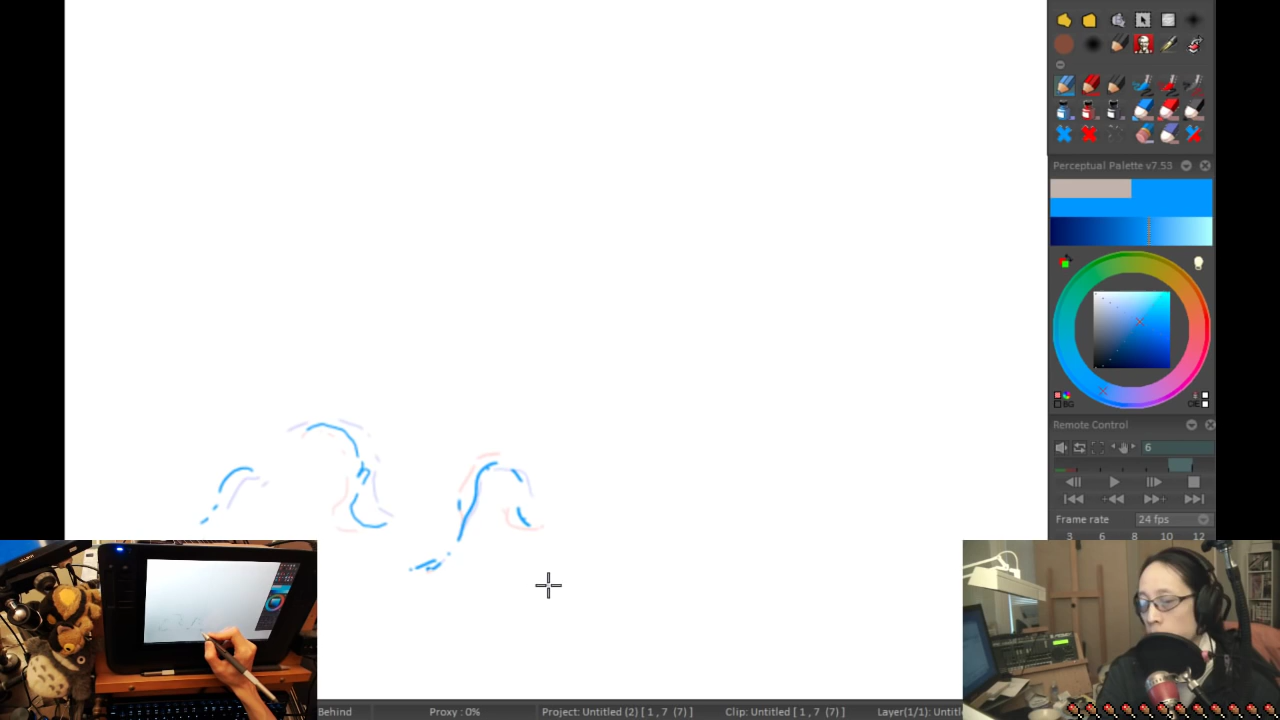 Perceptual Palette v7.53
BG
Remote Control
6
Frame rate
24 fps
3 6 8 10 12
Behind
Proxy : 0%
Project: Untitled (2) [ 1 , 7 (7) ]
Clip: Untitled [ 1 , 7 (7) ]
Layer(1/1): Untitl